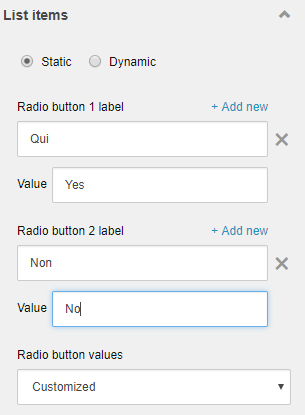 List items
Static Dynamic
Radio button 1 label + Add new
Qui
Value Yes
Radio button 2 label + Add new
Non
Value No
Radio button values
Customized